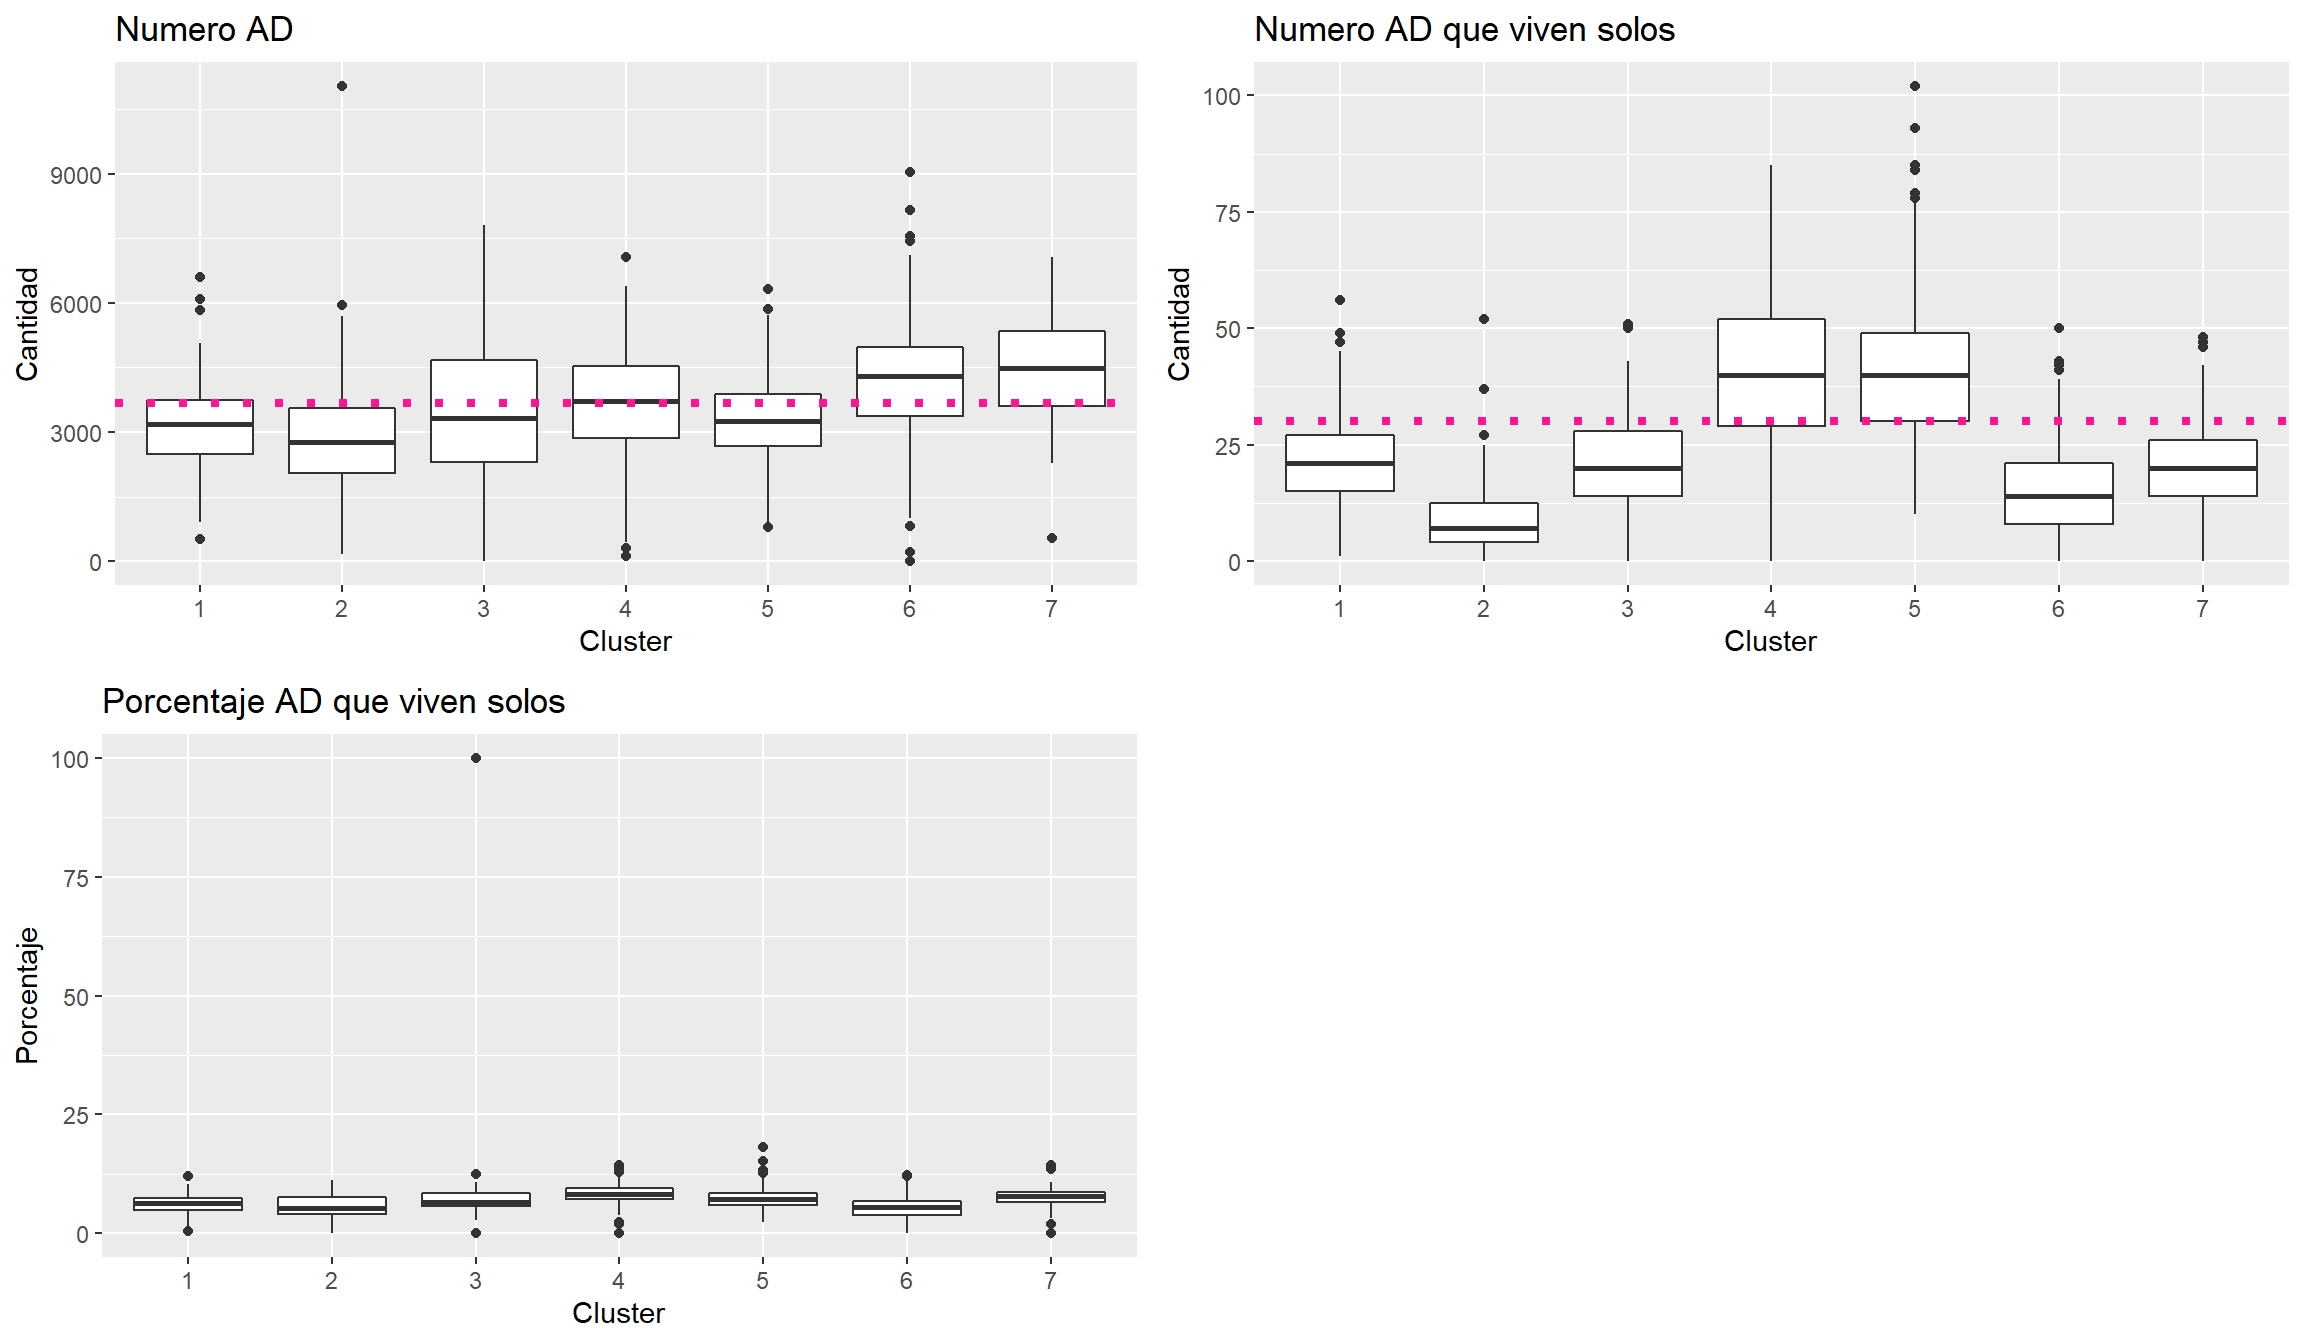 Numero AD
Cantidad
9000
6000
3000
0
1 2 3 4 5 6 7
Cluster
Numero AD que viven solos
Cantidad
100
75
50
25
0
1 2 3 4 5 6 7
Cluster
Porcentaje AD que viven solos
Porcentaje
100
75
50
25
0
1 2 3 4 5 6 7
Cluster